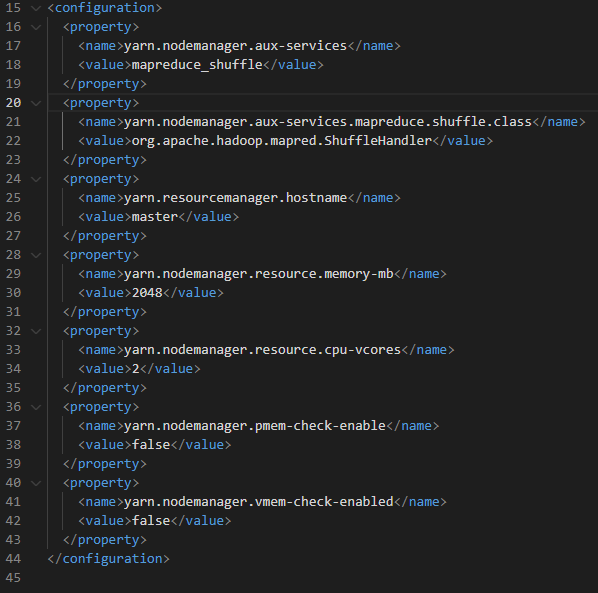 15 <configuration>
16 <property>
17 <name>yarn.nodemanager.aux-services</name>
18 <value>mapreduce_shuffle</value>
19 </property>
20 <property>
21 <name>yarn.nodemanager.aux-services.mapreduce.shuffle.class</name>
22 <value>org.apache.hadoop.mapred.ShuffleHandler</value>
23 </property>
24 <property>
25 <name>yarn.resourcemanager.hostname</name>
26 <value>master</value>
27 </property>
28 <property>
29 <name>yarn.nodemanager.resource.memory-mb</name>
30 <value>2048</value>
31 </property>
32 <property>
33 <name>yarn.nodemanager.resource.cpu-vcores</name>
34 <value>2</value>
35 </property>
36 <property>
37 <name>yarn.nodemanager.pmem-check-enable</name>
38 <value>false</value>
39 </property>
40 <property>
41 <name>yarn.nodemanager.vmem-check-enabled</name>
42 <value>false</value>
43 </property>
44 </configuration>
45